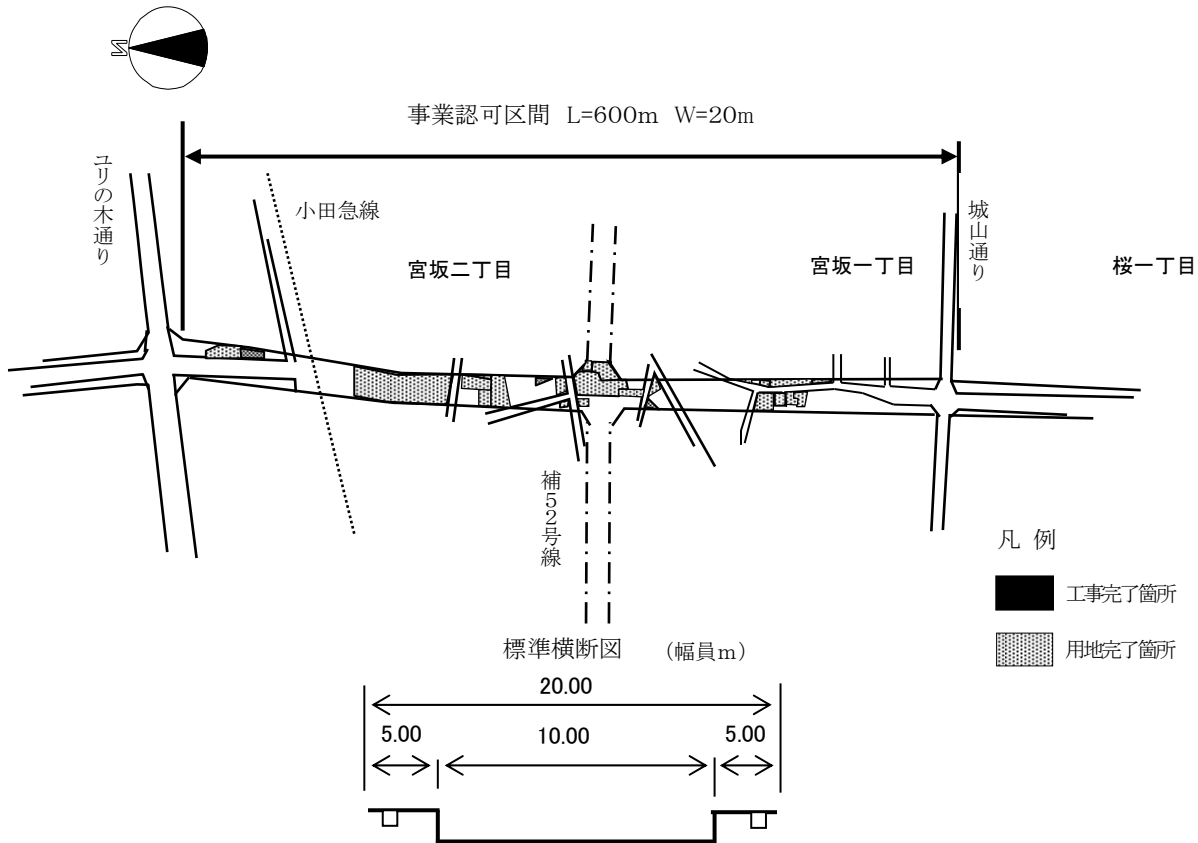 N
事業認可区間 L=600m W=20m
ユリの木通り
小田急線
宮坂二丁目
宮坂一丁目
城山通り
桜一丁目
補52号線
凡 例
工事完了箇所
用地完了箇所
標準横断図 (幅員m)
20.00
5.00 10.00 5.00